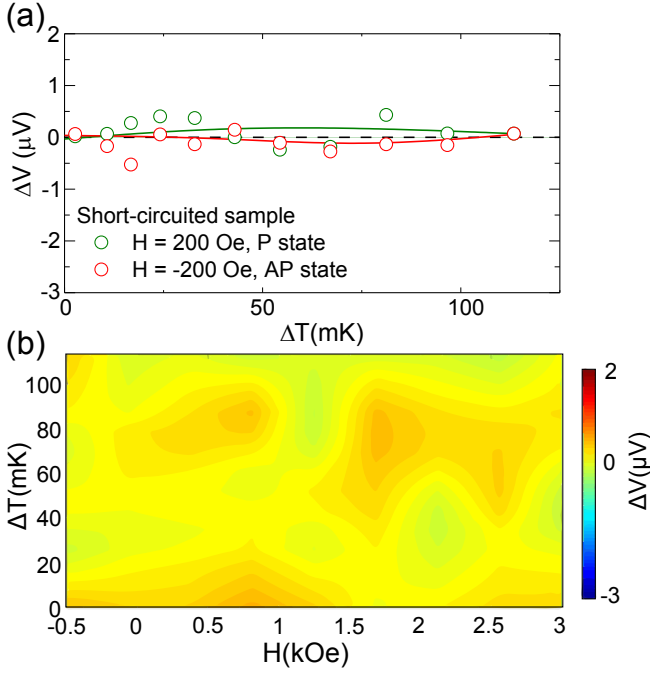 (a)
2
1
0
-1
-2
-3
ΔV (μV)
Short-circuited sample
H = 200 Oe, P state
H = -200 Oe, AP state
0 50 100
ΔT(mK)
(b)
100
80
60
40
20
0
ΔT(mK)
-0.5 0 0.5 1 1.5 2 2.5 3
H(kOe)
2
0
-3
ΔV(μV)